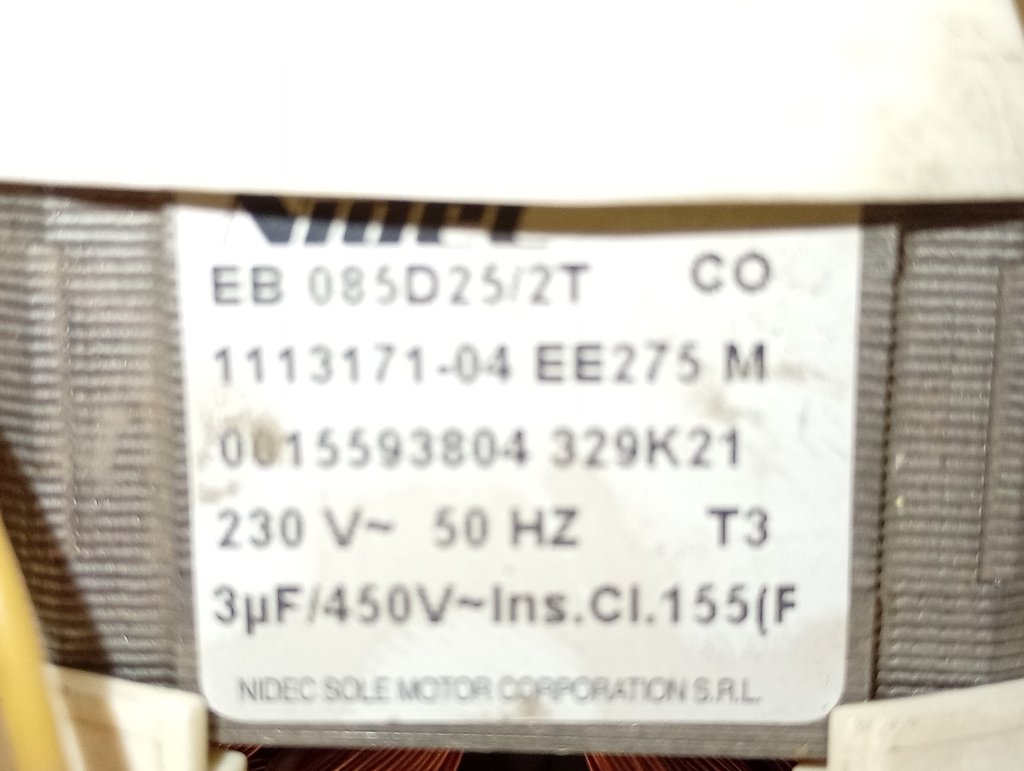 EB 085D25/2T CO
1113171-04 EE275 M
0015593804 329K21
230 V~ 50 HZ T3
3µF/450V~Ins.Cl.155(F
NIDEC SOLE MOTOR CORPORATION S.R.L.